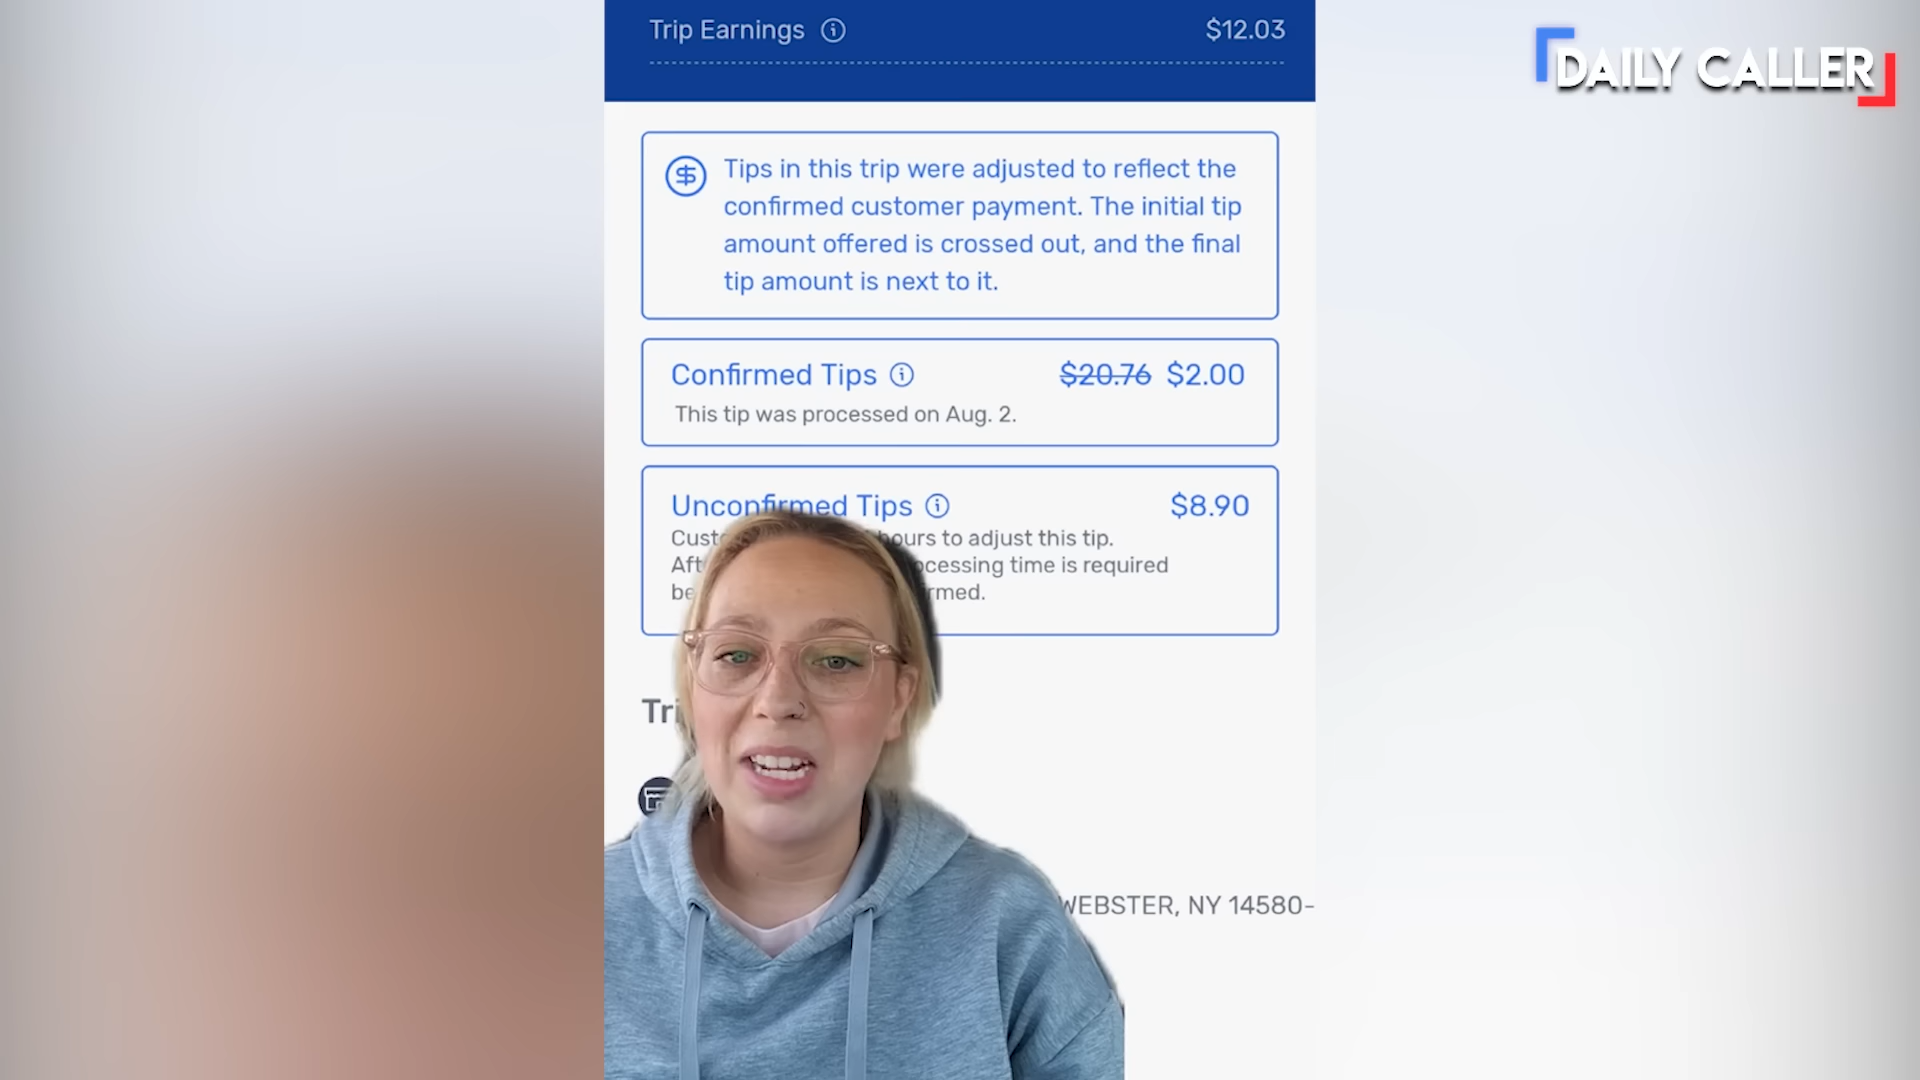 Trip Earnings $12.03
DAILY CALLER
Tips in this trip were adjusted to reflect the
confirmed customer payment. The initial tip
amount offered is crossed out, and the final
tip amount is next to it.
Confirmed Tips $20.76 $2.00
This tip was processed on Aug. 2.
Unconfirmed Tips $8.90
hours to adjust this tip.
time is required
WEBSTER, NY 14580-